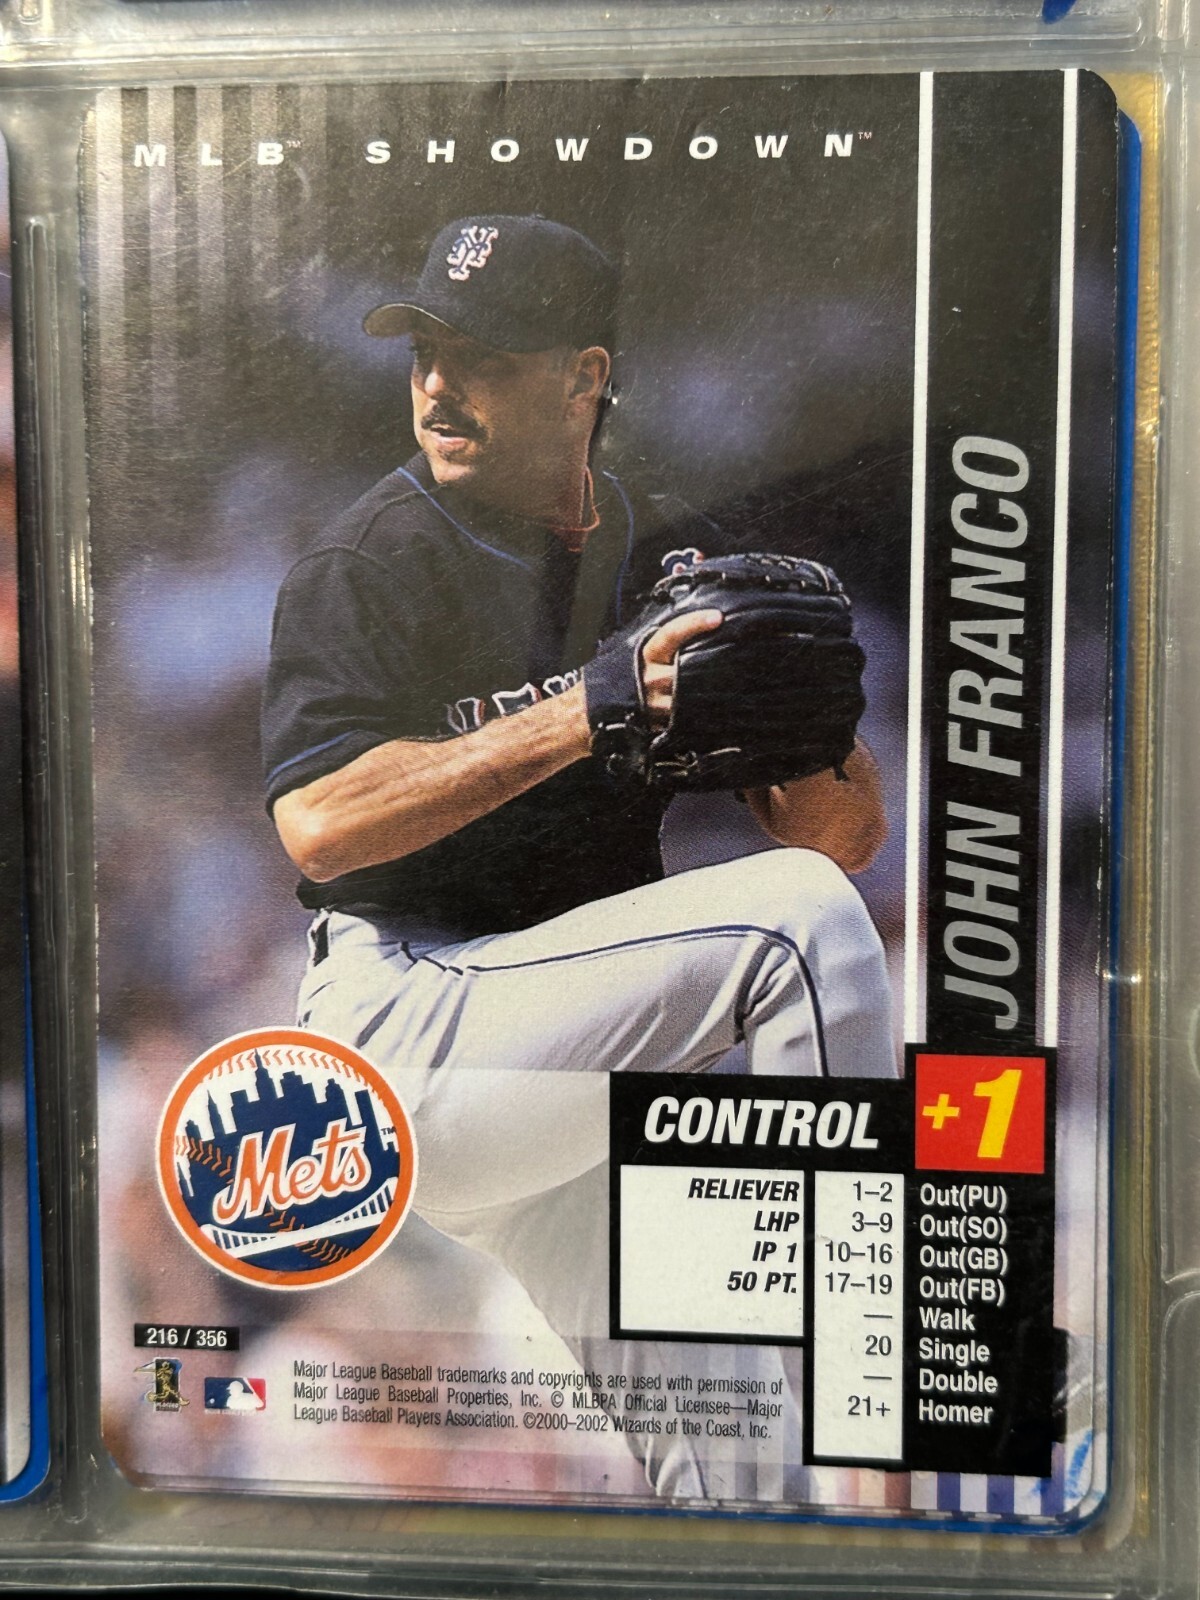 MLB™ SHOWDOWN™
JOHN FRANCO
Mets™
CONTROL +1
RELIEVER
LHP
IP 1
50 PT.
1–2 Out(PU)
3–9 Out(SO)
10–16 Out(GB)
17–19 Out(FB)
— Walk
20 Single
— Double
21+ Homer
216 / 356
Major League Baseball trademarks and copyrights are used with permission of
Major League Baseball Properties, Inc. © MLBPA Official Licensee—Major
League Baseball Players Association. ©2000–2002 Wizards of the Coast, Inc.